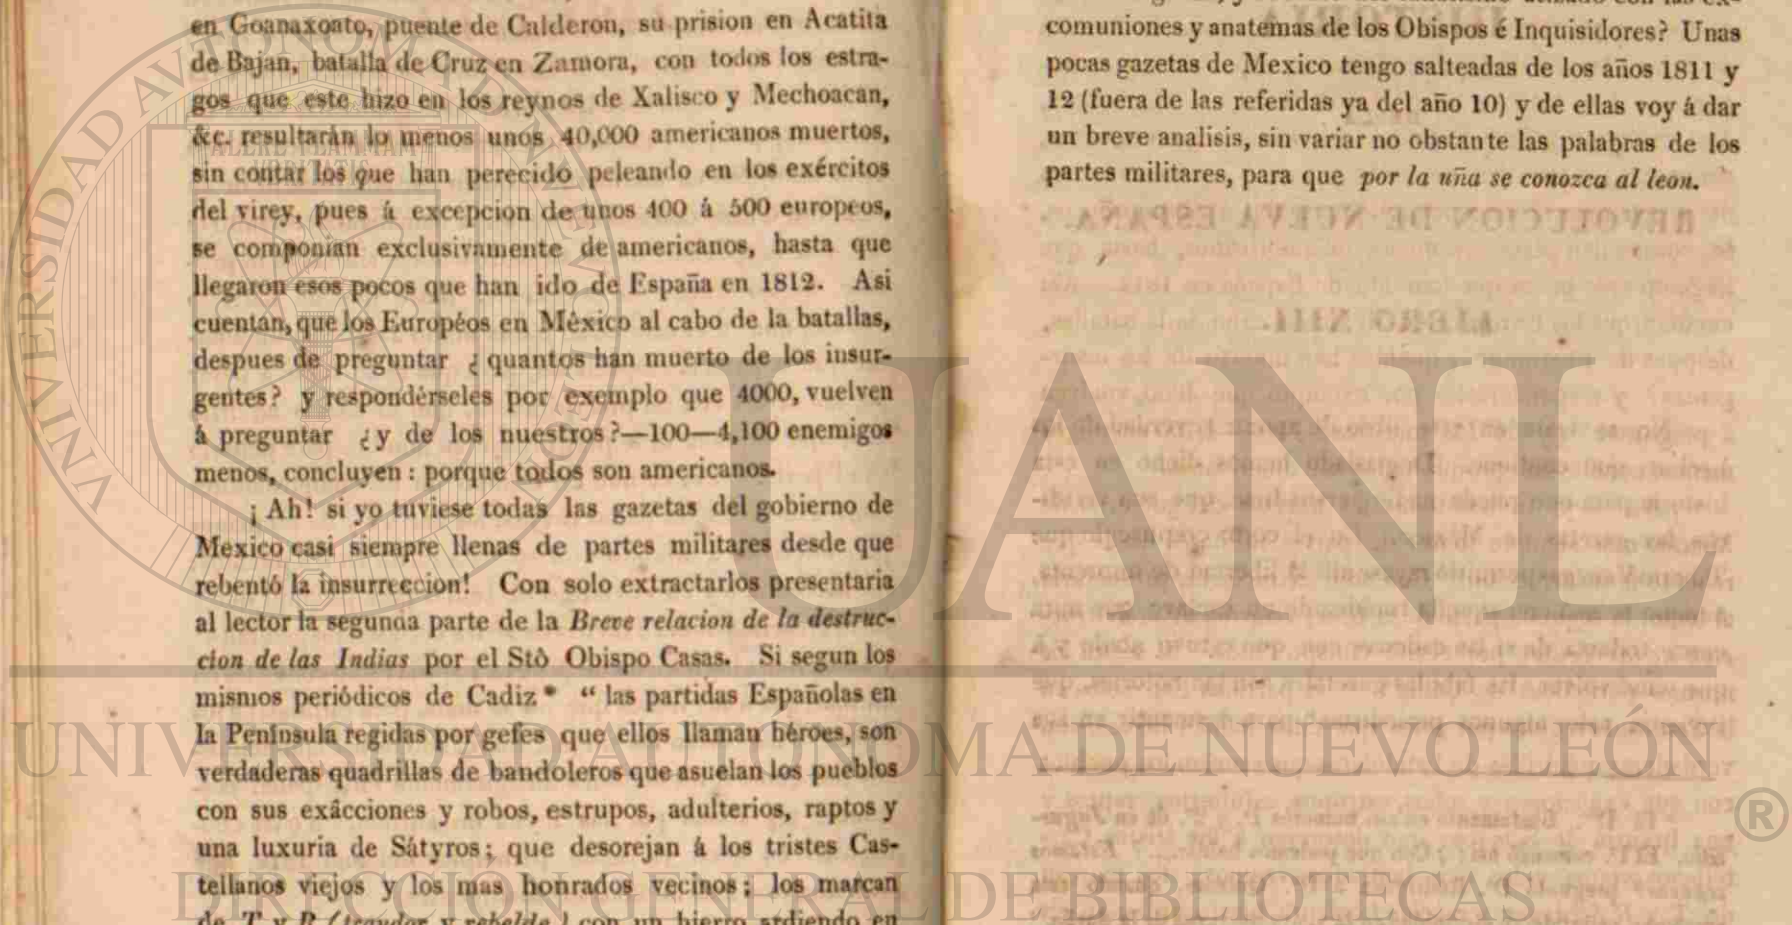 en Goanaxoato, puente de Calderon, su prision en Acatita
de Bajan, batalla de Cruz en Zamora, con todos los estra-
gos que este hizo en los reynos de Xalisco y Mechoacan,
&c. resultarán lo menos unos 40,000 americanos muertos,
sin contar los que han perecido peleando en los exércitos
del virey, pues á excepcion de unos 400 á 500 europeos,
se componian exclusivamente de americanos, hasta que
llegaron esos pocos que han ido de España en 1812. Asi
cuentan, que los Européos en México al cabo de la batallas,
despues de preguntar ¿ quantos han muerto de los insur-
gentes? y respondérseles por exemplo que 4000, vuelven
á preguntar ¿y de los nuestros?—100—4,100 enemigos
menos, concluyen : porque todos son americanos.
¡ Ah! si yo tuviese todas las gazetas del gobierno de
Mexico casi siempre llenas de partes militares desde que
rebentó la insurreccion! Con solo extractarlos presentaria
al lector la segunda parte de la Breve relacion de la destruc-
cion de las Indias por el Stò Obispo Casas. Si segun los
mismos periódicos de Cadiz * “ las partidas Españolas en
la Península regidas por gefes que ellos llaman héroes, son
verdaderas quadrillas de bandoleros que asuelan los pueblos
con sus exâcciones y robos, estrupos, adulterios, raptos y
una luxuria de Sátyros ; que desorejan á los tristes Cas-
tellanos viejos y los mas honrados vecinos ; los marcan
de T y R (traydor y rebelde) con un hierro ardiendo en
comuniones y anatemas de los Obispos é Inquisidores? Unas
pocas gazetas de Mexico tengo salteadas de los años 1811 y
12 (fuera de las referidas ya del año 10) y de ellas voy á dar
un breve analisis, sin variar no obstante las palabras de los
partes militares, para que por la uña se conozca al leon.
UANL
UNIVERSIDAD AUTÓNOMA DE NUEVO LEÓN
®
DIRECCIÓN GENERAL DE BIBLIOTECAS